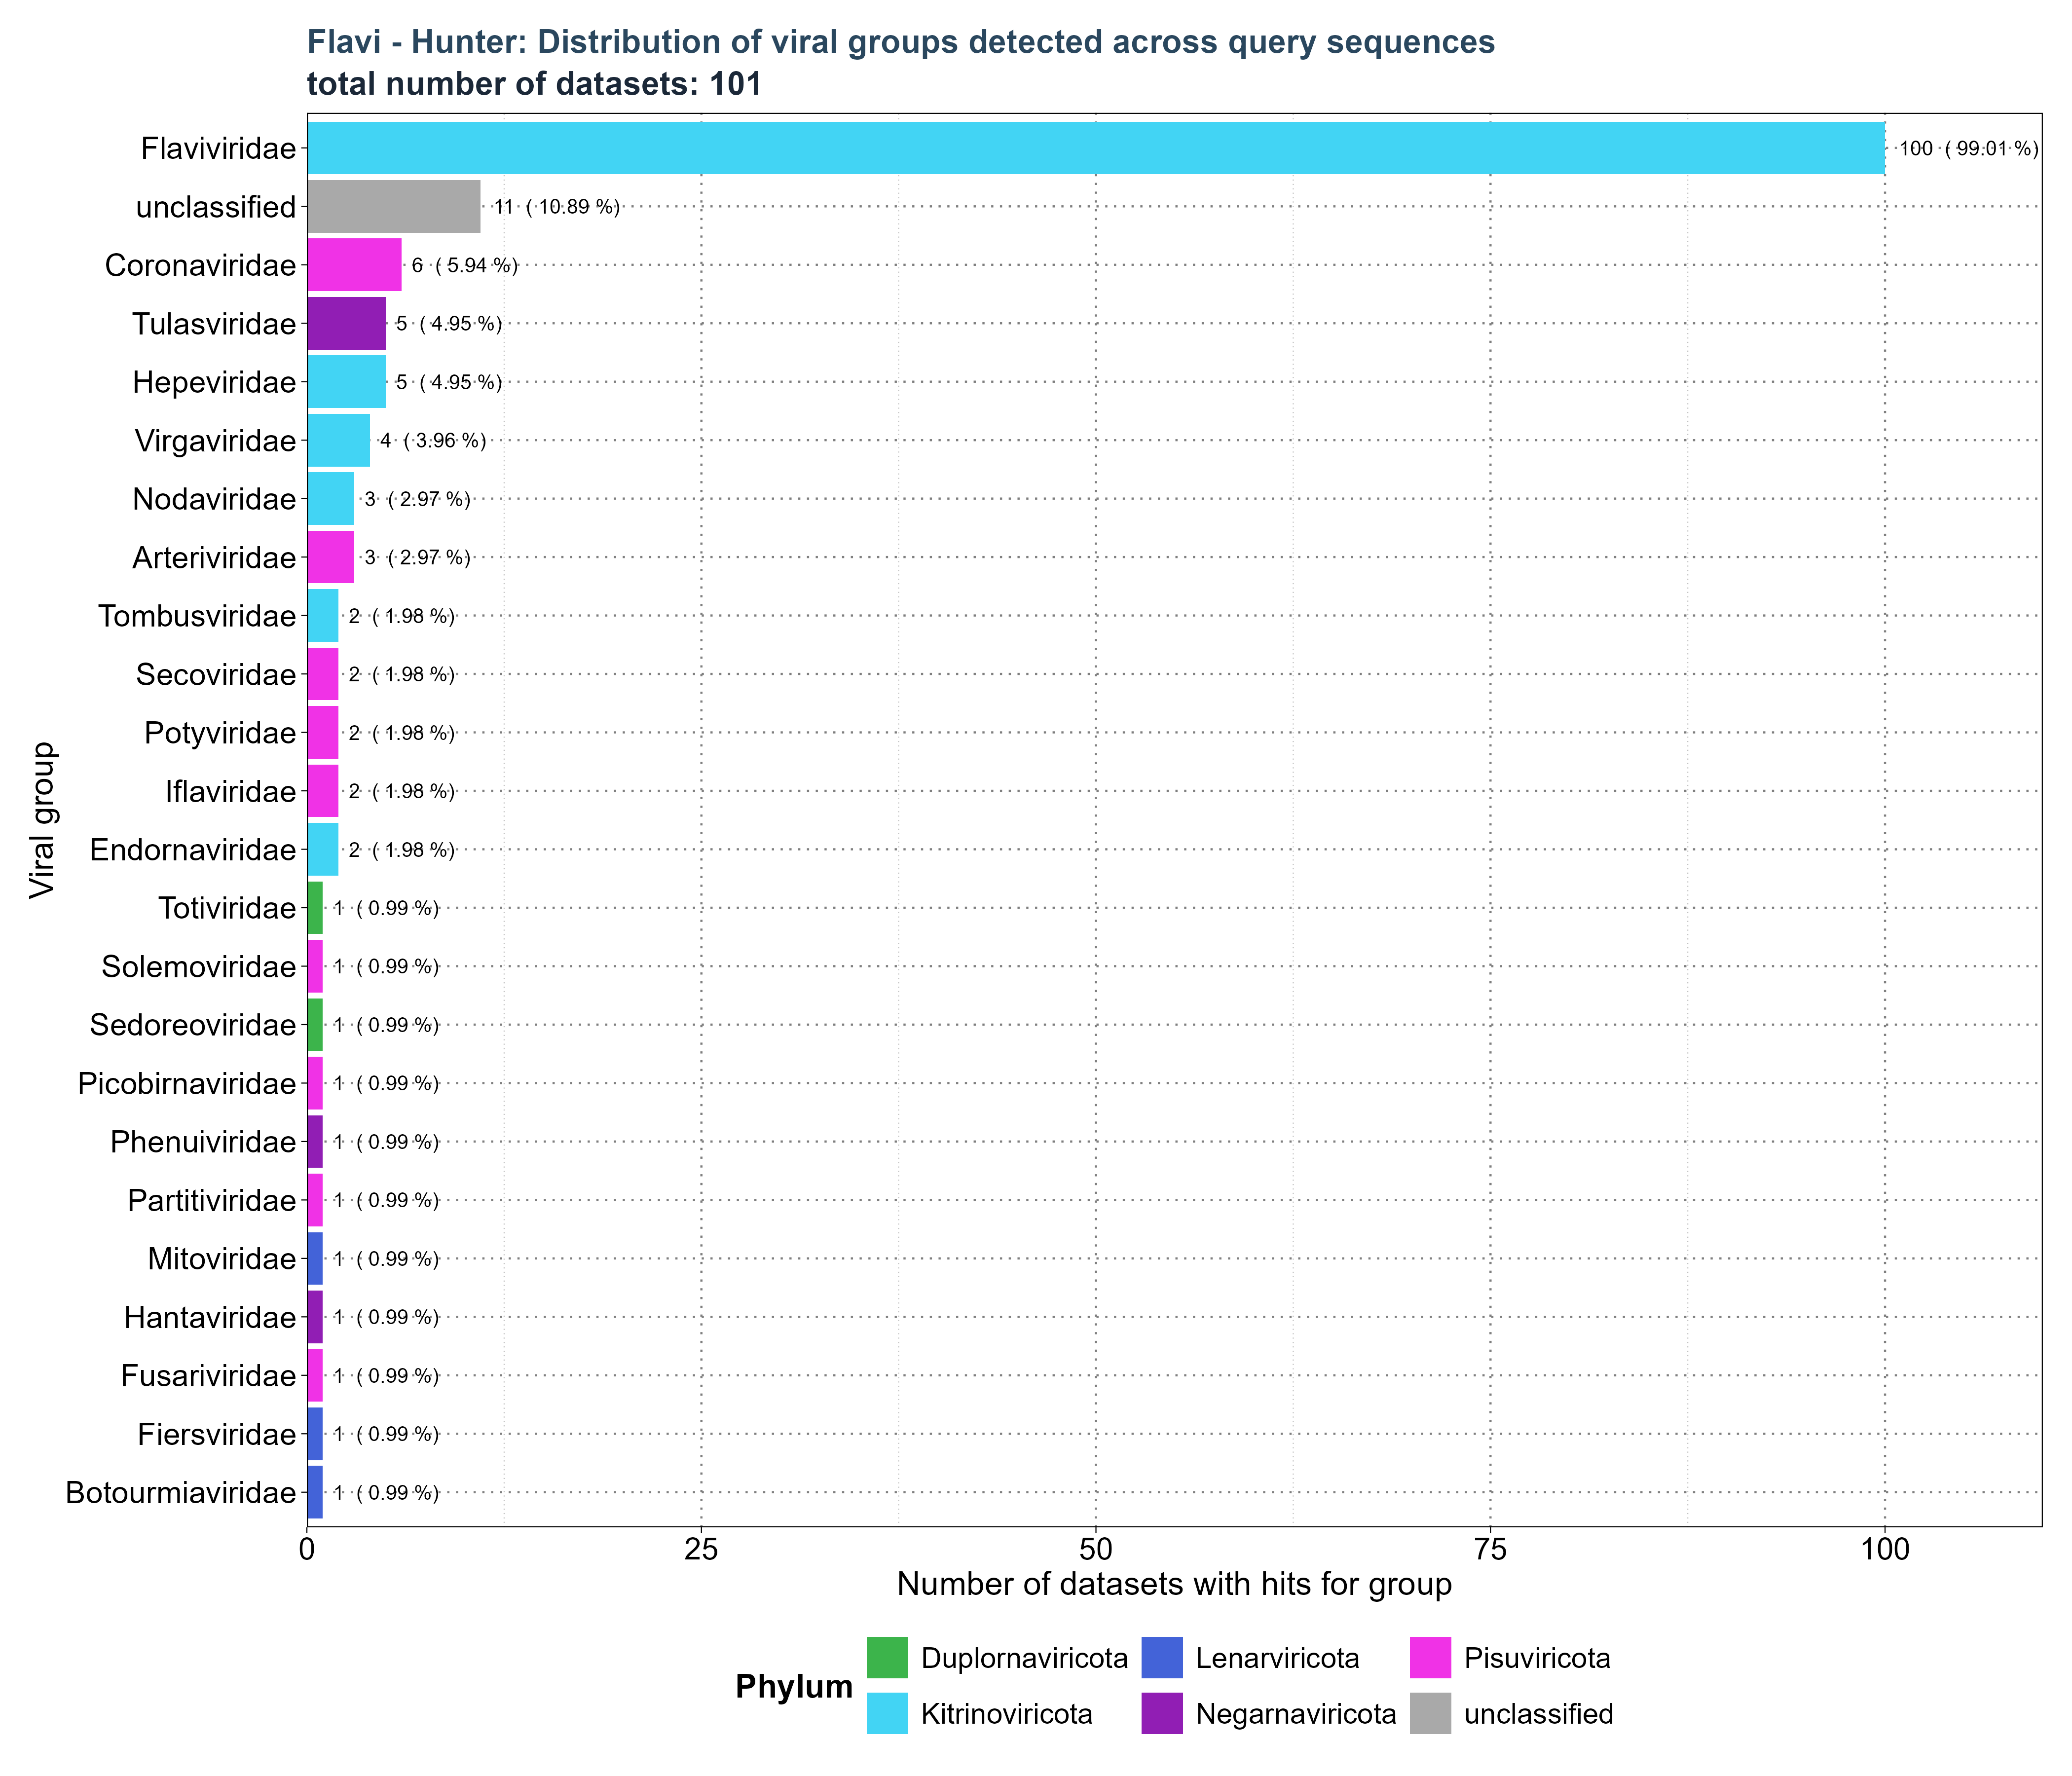 Flavi - Hunter: Distribution of viral groups detected across query sequences
total number of datasets: 101
Viral group
Flaviviridae 100 ( 99.01 %)
unclassified 11 ( 10.89 %)
Coronaviridae 6 ( 5.94 %)
Tulasviridae 5 ( 4.95 %)
Hepeviridae 5 ( 4.95 %)
Virgaviridae 4 ( 3.96 %)
Nodaviridae 3 ( 2.97 %)
Arteriviridae 3 ( 2.97 %)
Tombusviridae 2 ( 1.98 %)
Secoviridae 2 ( 1.98 %)
Potyviridae 2 ( 1.98 %)
Iflaviridae 2 ( 1.98 %)
Endornaviridae 2 ( 1.98 %)
Totiviridae 1 ( 0.99 %)
Solemoviridae 1 ( 0.99 %)
Sedoreoviridae 1 ( 0.99 %)
Picobirnaviridae 1 ( 0.99 %)
Phenuiviridae 1 ( 0.99 %)
Partitiviridae 1 ( 0.99 %)
Mitoviridae 1 ( 0.99 %)
Hantaviridae 1 ( 0.99 %)
Fusariviridae 1 ( 0.99 %)
Fiersviridae 1 ( 0.99 %)
Botourmiaviridae 1 ( 0.99 %)
0 25 50 75 100
Number of datasets with hits for group
Phylum
Duplornaviricota Lenarviricota Pisuviricota
Kitrinoviricota Negarnaviricota unclassified